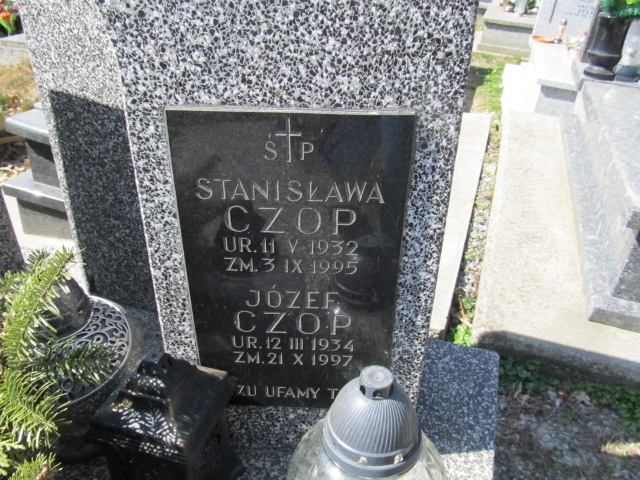 Ś P
STANISŁAWA
CZOP
UR. 11 V 1932
ZM. 3 IX 1995
JÓZEF
CZOP
UR. 12 III 1934
ZM. 21 X 1997
UFAMY